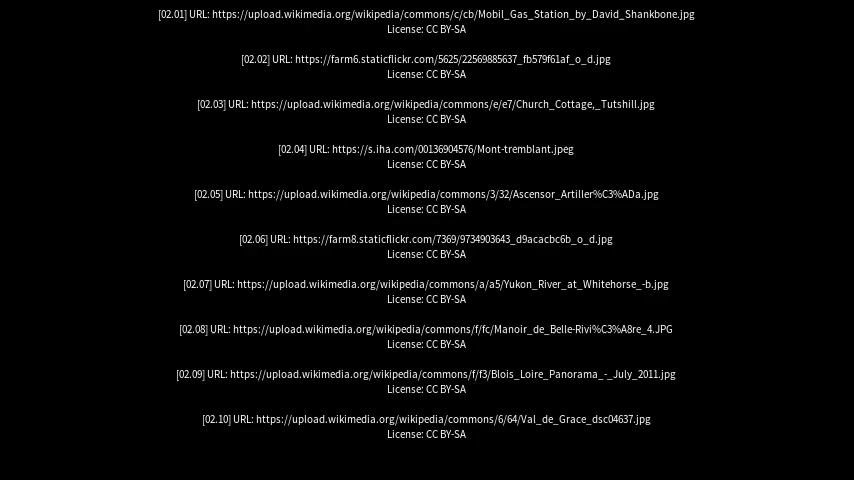 [02.01] URL: https://upload.wikimedia.org/wikipedia/commons/c/cb/Mobil_Gas_Station_by_David_Shankbone.jpg
License: CC BY-SA
[02.02] URL: https://farm6.staticflickr.com/5625/22569885637_fb579f61af_o_d.jpg
License: CC BY-SA
[02.03] URL: https://upload.wikimedia.org/wikipedia/commons/e/e7/Church_Cottage,_Tutshill.jpg
License: CC BY-SA
[02.04] URL: https://s.iha.com/00136904576/Mont-tremblant.jpeg
License: CC BY-SA
[02.05] URL: https://upload.wikimedia.org/wikipedia/commons/3/32/Ascensor_Artiller%C3%ADa.jpg
License: CC BY-SA
[02.06] URL: https://farm8.staticflickr.com/7369/9734903643_d9acacbc6b_o_d.jpg
License: CC BY-SA
[02.07] URL: https://upload.wikimedia.org/wikipedia/commons/a/a5/Yukon_River_at_Whitehorse_-b.jpg
License: CC BY-SA
[02.08] URL: https://upload.wikimedia.org/wikipedia/commons/f/fc/Manoir_de_Belle-Rivi%C3%A8re_4.JPG
License: CC BY-SA
[02.09] URL: https://upload.wikimedia.org/wikipedia/commons/f/f3/Blois_Loire_Panorama_-_July_2011.jpg
License: CC BY-SA
[02.10] URL: https://upload.wikimedia.org/wikipedia/commons/6/64/Val_de_Grace_dsc04637.jpg
License: CC BY-SA